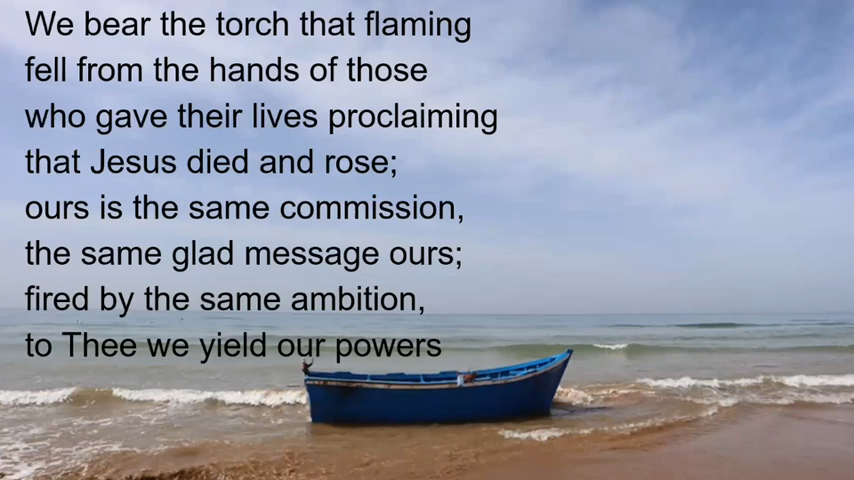 We bear the torch that flaming
fell from the hands of those
who gave their lives proclaiming
that Jesus died and rose;
ours is the same commission,
the same glad message ours;
fired by the same ambition,
to Thee we yield our powers